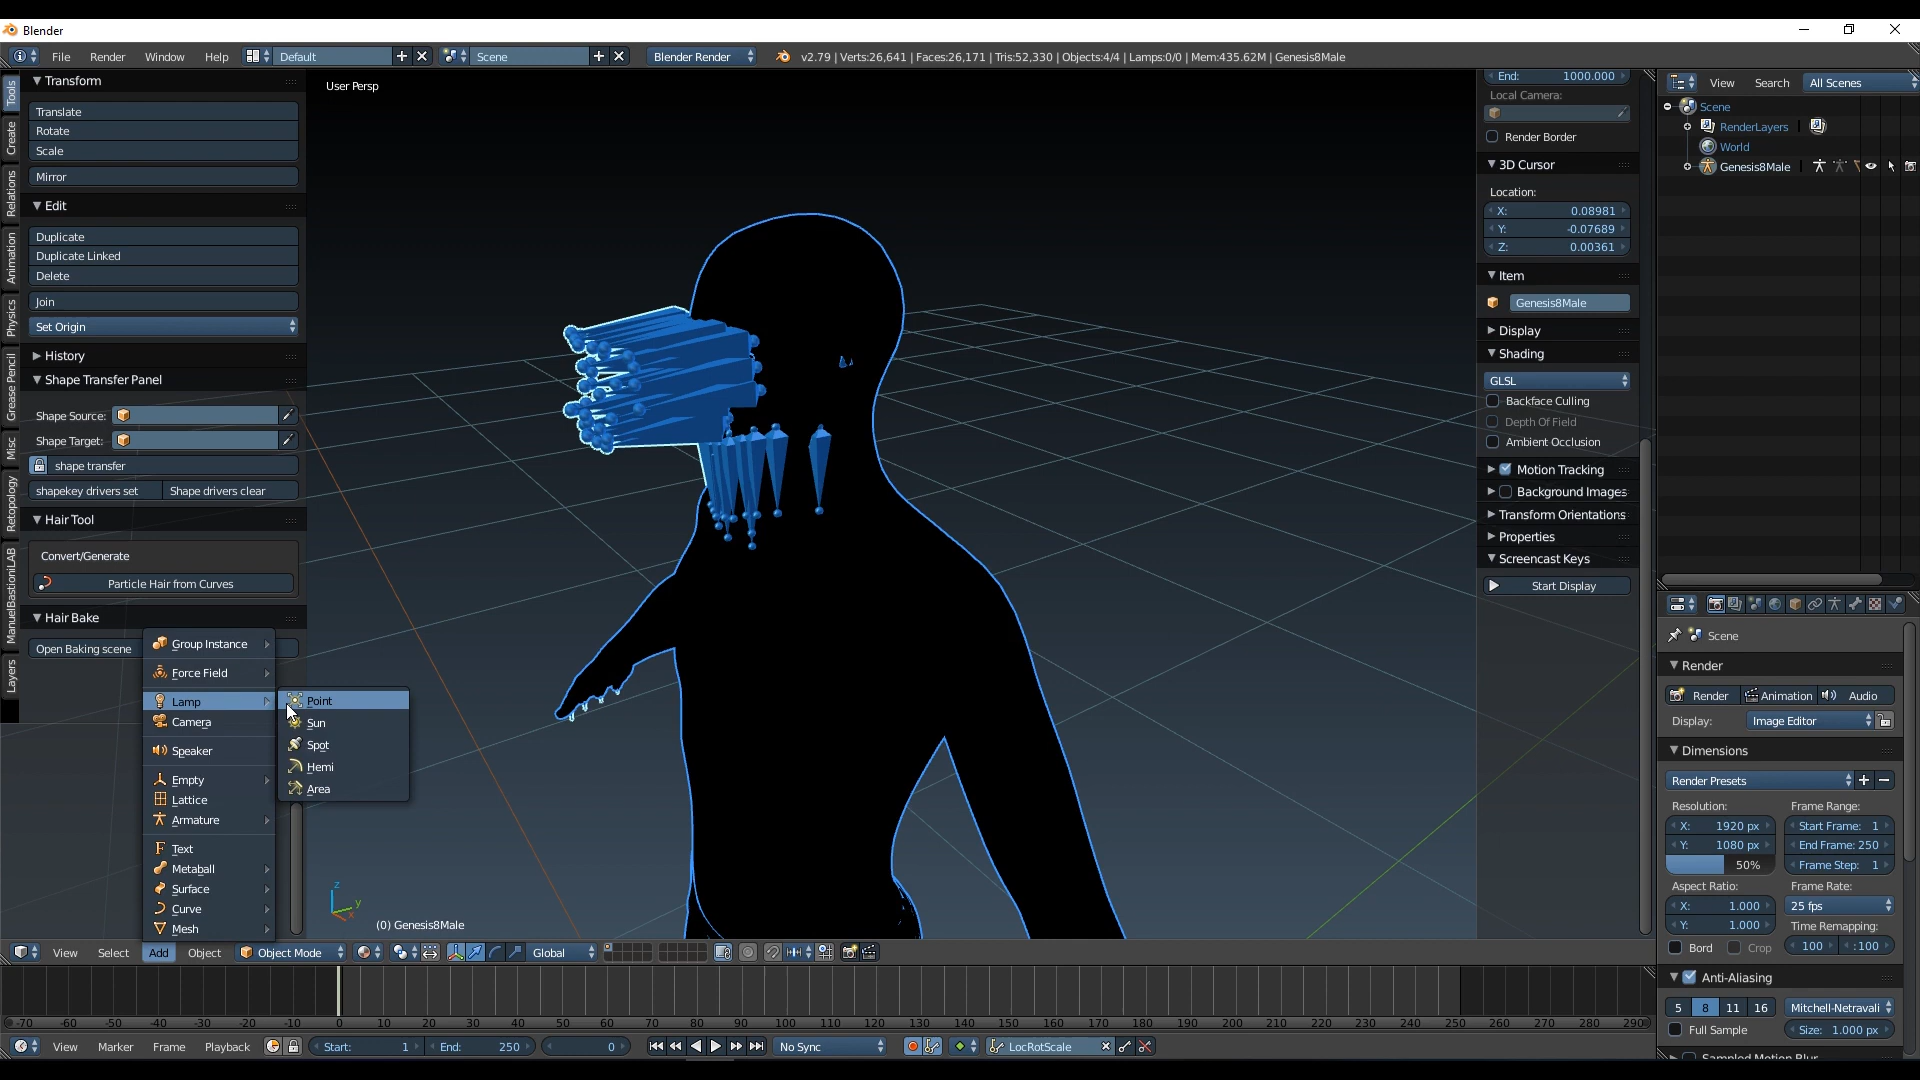 Blender
File Render Window Help Default Scene Blender Render v2.79 | Verts:26,641 | Faces:26,171 | Tris:52,330 | Objects:4/4 | Lamps:0/0 | Mem:435.62M | Genesis8Male
Tools
Create
Relations
Animation
Physics
Grease Pencil
Misc
Retopology
ManuelBastioniLAB
Layers
Transform
Translate
Rotate
Scale
Mirror
Edit
Duplicate
Duplicate Linked
Delete
Join
Set Origin
History
Shape Transfer Panel
Shape Source:
Shape Target:
shape transfer
shapekey drivers set Shape drivers clear
Hair Tool
Convert/Generate
Particle Hair from Curves
Hair Bake
Open Baking scene
Group Instance
Force Field
Lamp
Camera
Speaker
Empty
Lattice
Armature
Text
Metaball
Surface
Curve
Mesh
Point
Sun
Spot
Hemi
Area
User Persp
z
y
x
(0) Genesis8Male
End: 1000.000
Local Camera:
Render Border
3D Cursor
Location:
X: 0.08981
Y: -0.07689
Z: 0.00361
Item
Genesis8Male
Display
Shading
GLSL
Backface Culling
Depth Of Field
Ambient Occlusion
Motion Tracking
Background Images
Transform Orientations
Properties
Screencast Keys
Start Display
View Search All Scenes
Scene
RenderLayers
World
Genesis8Male
Scene
Render
Render Animation Audio
Display: Image Editor
Dimensions
Render Presets
Resolution: Frame Range:
X: 1920 px Start Frame: 1
Y: 1080 px End Frame: 250
50% Frame Step: 1
Aspect Ratio: Frame Rate:
X: 1.000 25 fps
Y: 1.000 Time Remapping:
Bord Crop 100 :100
Anti-Aliasing
5 8 11 16 Mitchell-Netravali
Full Sample Size: 1.000 px
Sampled Motion Blur
View Select Add Object Object Mode Global
-70 -60 -50 -40 -30 -20 -10 0 10 20 30 40 50 60 70 80 90 100 110 120 130 140 150 160 170 180 190 200 210 220 230 240 250 260 270 280 290
View Marker Frame Playback Start: 1 End: 250 0 No Sync LocRotScale